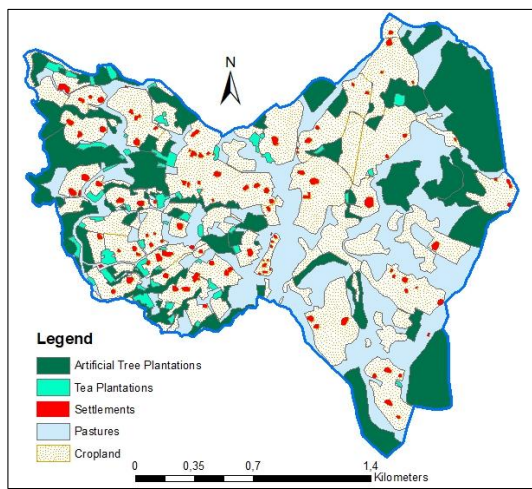 N
Legend
Artificial Tree Plantations
Tea Plantations
Settlements
Pastures
Cropland
0 0,35 0,7 1,4
Kilometers